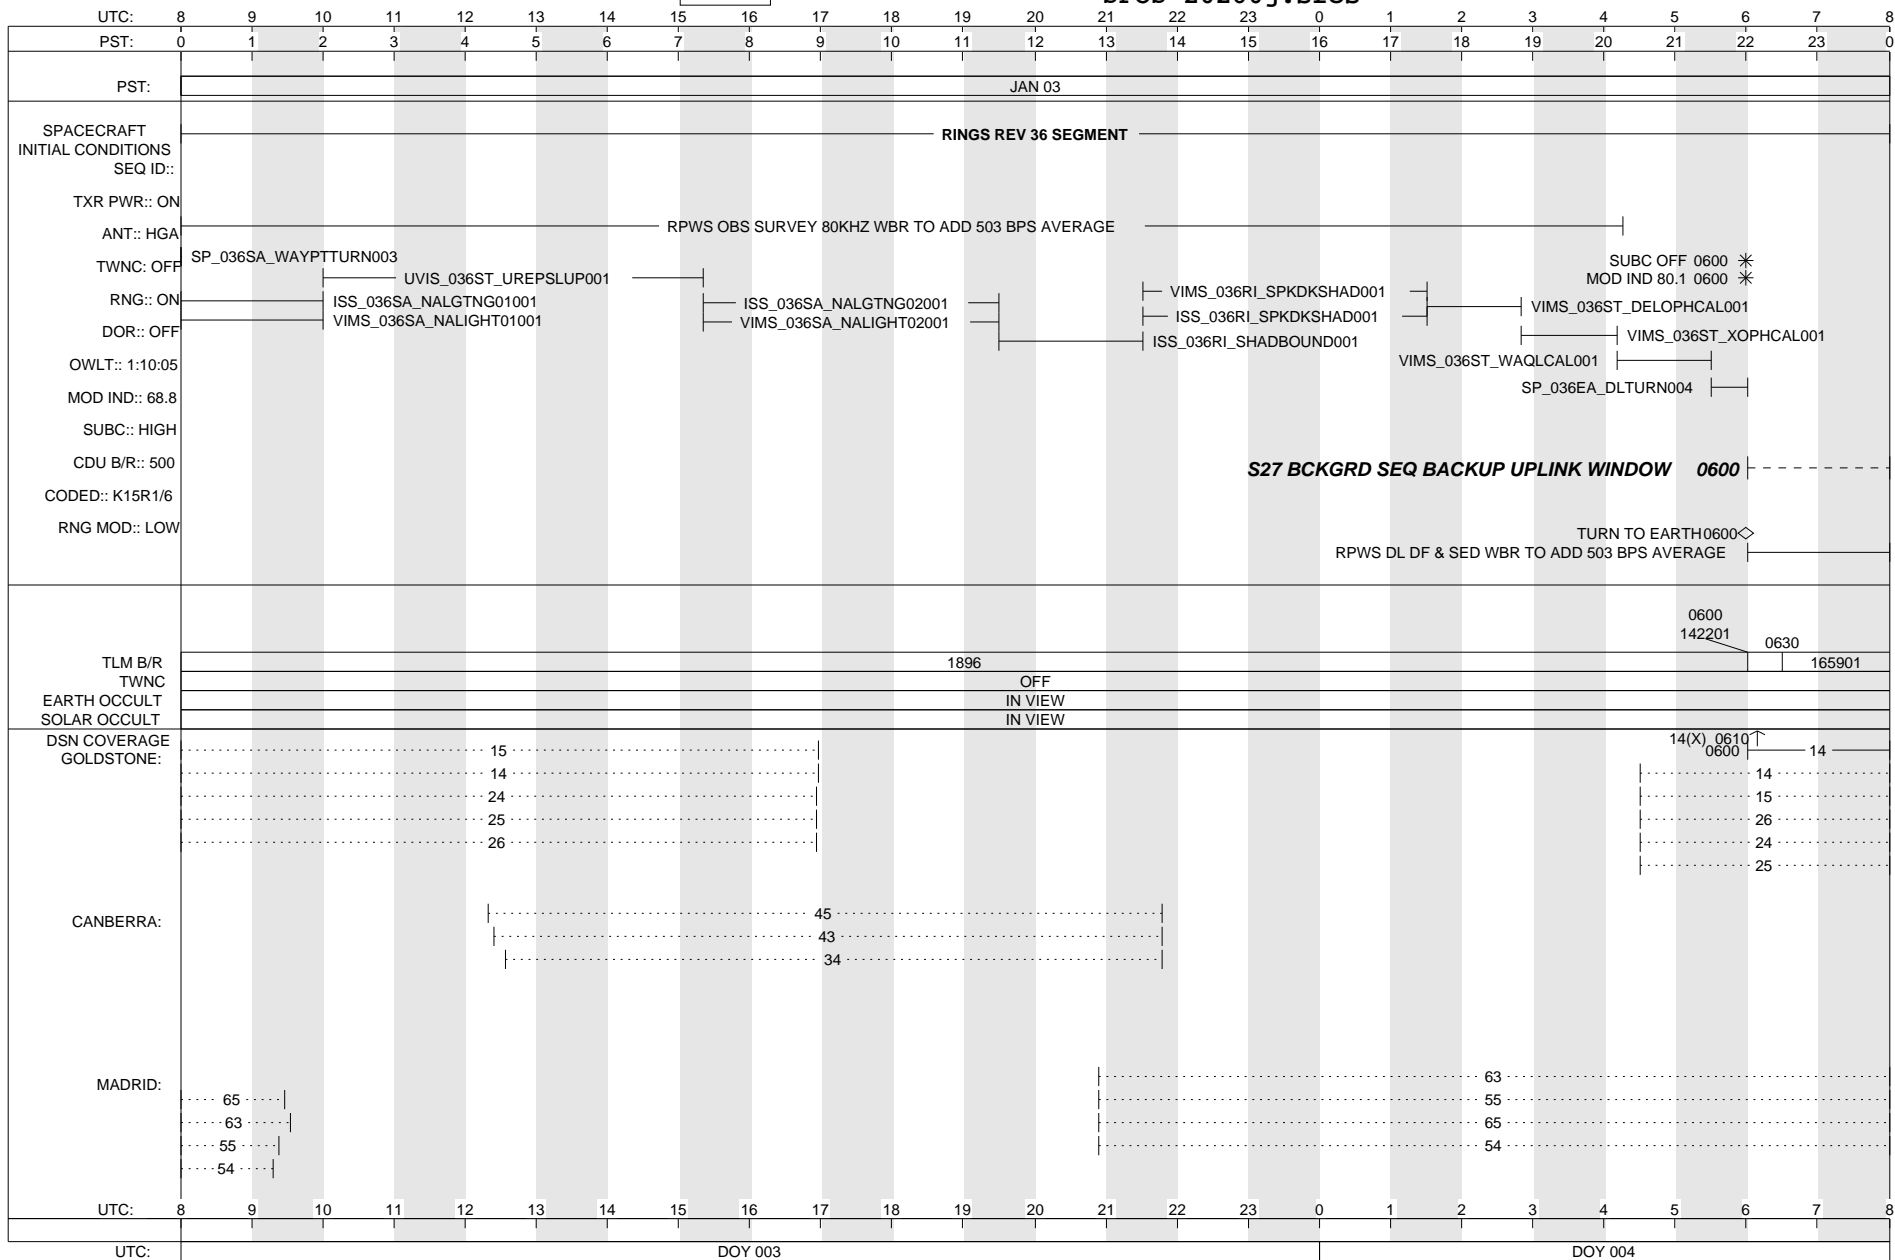 UTC: 8 9 10 11 12 13 14 15 16 17 18 19 20 21 22 23 0 1 2 3 4 5 6 7 8
PST: 0 1 2 3 4 5 6 7 8 9 10 11 12 13 14 15 16 17 18 19 20 21 22 23 0
PST: JAN 03
SPACECRAFT
INITIAL CONDITIONS
SEQ ID::
RINGS REV 36 SEGMENT
TXR PWR:: ON
ANT:: HGA
RPWS OBS SURVEY 80KHZ WBR TO ADD 503 BPS AVERAGE
TWNC: OFF
SP_036SA_WAYPTTURN003
SUBC OFF 0600
UVIS_036ST_UREPSLUP001
MOD IND 80.1 0600
RNG:: ON
ISS_036SA_NALGTNG01001
ISS_036SA_NALGTNG02001
VIMS_036RI_SPKDKSHAD001
VIMS_036ST_DELOPHCAL001
VIMS_036SA_NALIGHT01001
VIMS_036SA_NALIGHT02001
ISS_036RI_SPKDKSHAD001
DOR:: OFF
ISS_036RI_SHADBOUND001
VIMS_036ST_XOPHCAL001
OWLT:: 1:10:05
VIMS_036ST_WAQLCAL001
MOD IND:: 68.8
SP_036EA_DLTURN004
SUBC:: HIGH
CDU B/R:: 500
S27 BCKGRD SEQ BACKUP UPLINK WINDOW 0600
CODED:: K15R1/6
RNG MOD:: LOW
TURN TO EARTH0600
RPWS DL DF & SED WBR TO ADD 503 BPS AVERAGE
0600
142201
0630
TLM B/R 1896 165901
TWNC OFF
EARTH OCCULT IN VIEW
SOLAR OCCULT IN VIEW
DSN COVERAGE
14(X) 0610
GOLDSTONE: 15 0600 14
14 14
24 15
25 26
26 24
25
CANBERRA: 45
43
34
MADRID: 63
65 55
63 65
55 54
54
UTC: 8 9 10 11 12 13 14 15 16 17 18 19 20 21 22 23 0 1 2 3 4 5 6 7 8
UTC: DOY 003 DOY 004